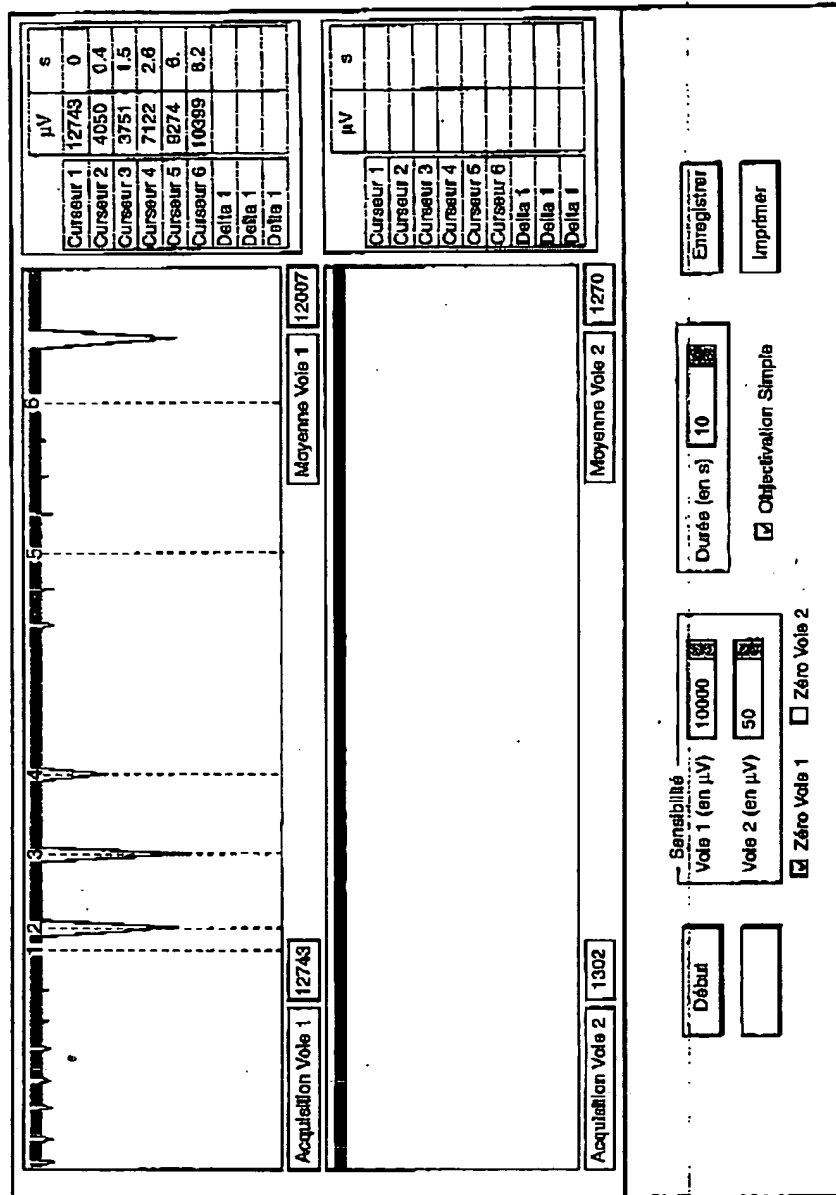 1 2 3 4 5 6
Acquisition Voie 1 12743 Moyenne Voie 1 12007
µV s
Curseur 1 12743 0
Curseur 2 4050 0.4
Curseur 3 3751 1.5
Curseur 4 7122 2.6
Curseur 5 9274 6.
Curseur 6 10399 8.2
Delta 1
Delta 1
Delta 1
Acquisition Voie 2 1302 Moyenne Voie 2 1270
µV s
Curseur 1
Curseur 2
Curseur 3
Curseur 4
Curseur 5
Curseur 6
Delta 1
Delta 1
Delta 1
Début
Sensibilité
Voie 1 (en µV) 10000
Voie 2 (en µV) 50
Zéro Voie 1 Zéro Voie 2
Durée (en s) 10
Objectivation Simple
Enregistrer
Imprimer